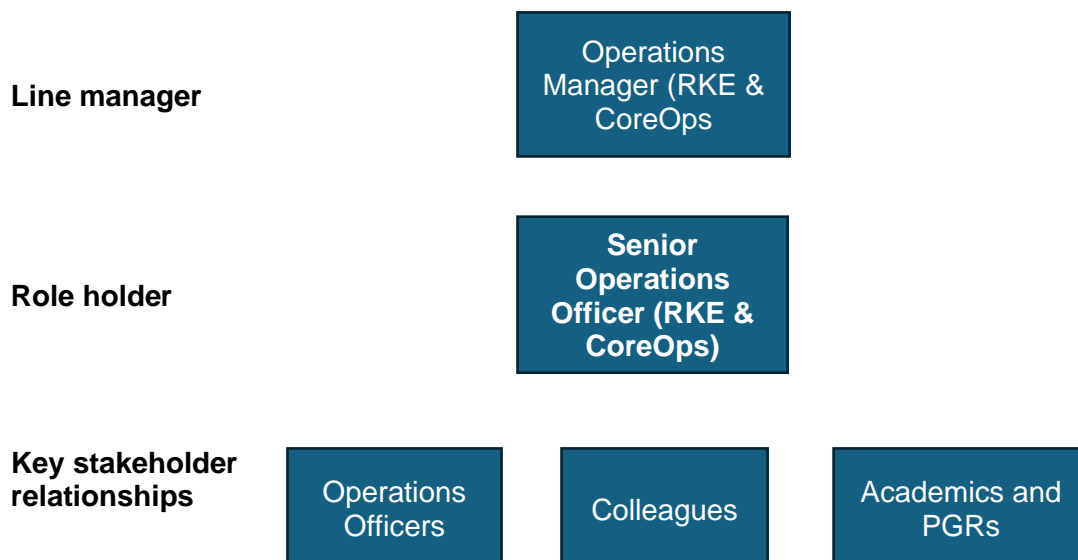 Line manager
Operations
Manager (RKE &
CoreOps
Role holder
Senior
Operations
Officer (RKE &
CoreOps)
Key stakeholder
relationships
Operations
Officers
Colleagues
Academics and
PGRs